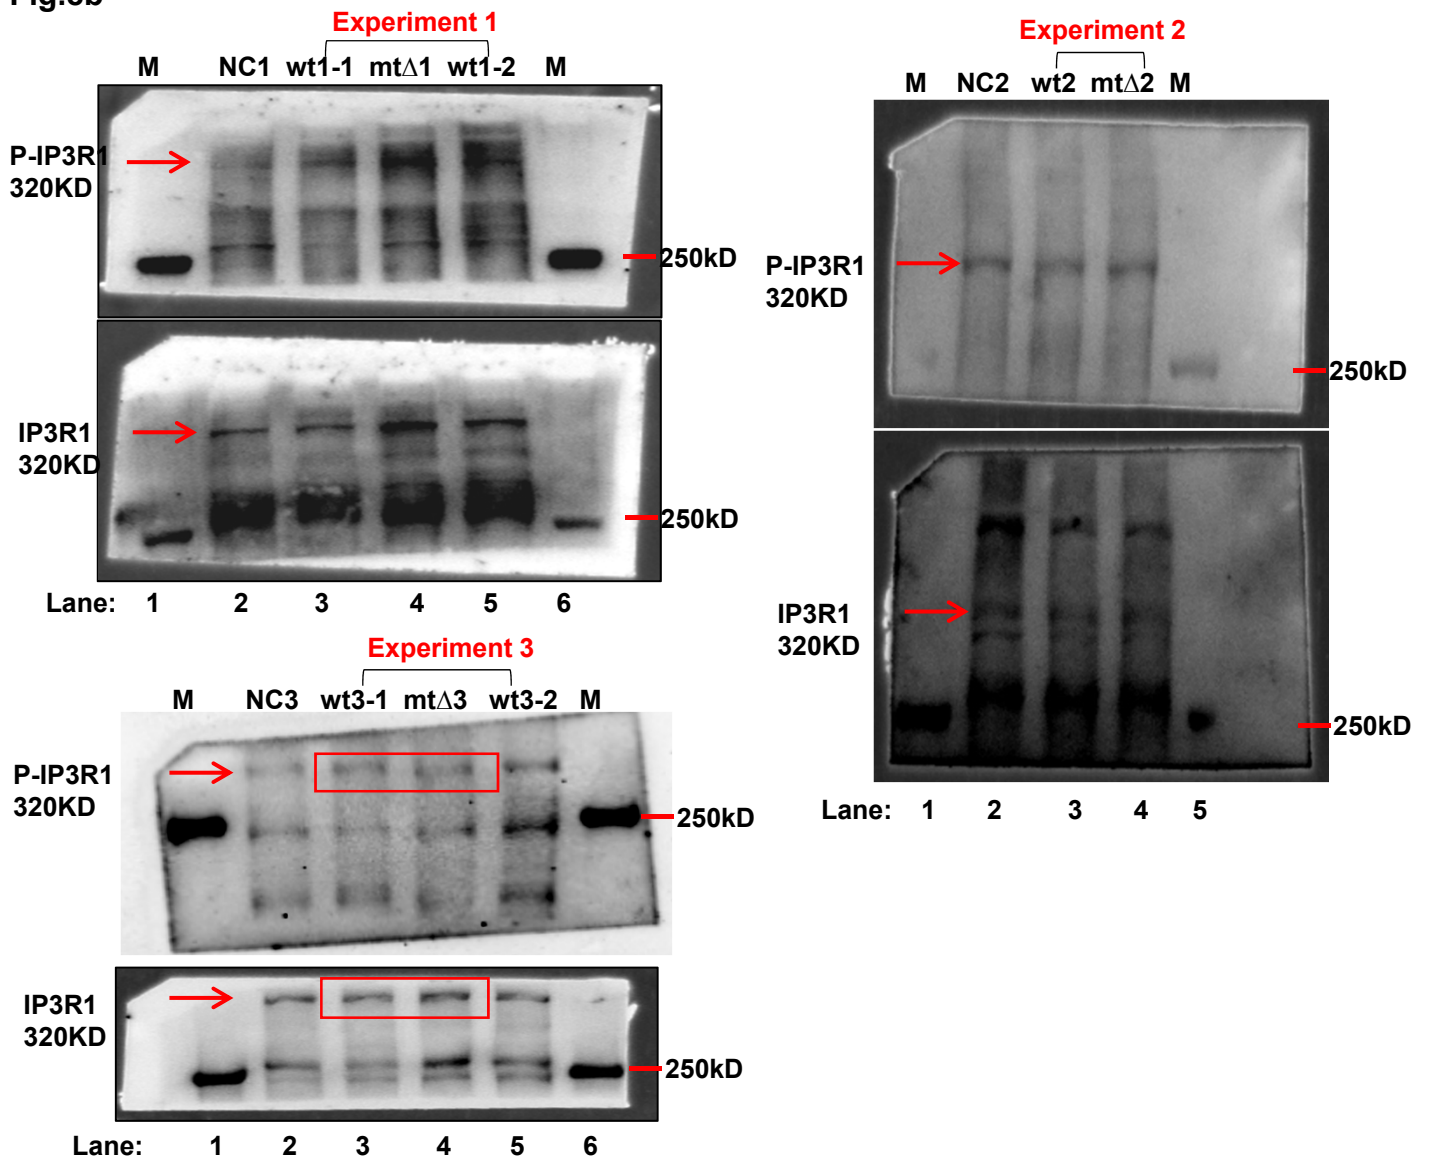 Experiment 1
M NC1 wt1-1 mtΔ1 wt1-2 M
P-IP3R1
320KD
250kD
IP3R1
320KD
250kD
Lane: 1 2 3 4 5 6
Experiment 2
M NC2 wt2 mtΔ2 M
P-IP3R1
320KD
250kD
IP3R1
320KD
250kD
Lane: 1 2 3 4 5
Experiment 3
M NC3 wt3-1 mtΔ3 wt3-2 M
P-IP3R1
320KD
250kD
IP3R1
320KD
250kD
Lane: 1 2 3 4 5 6